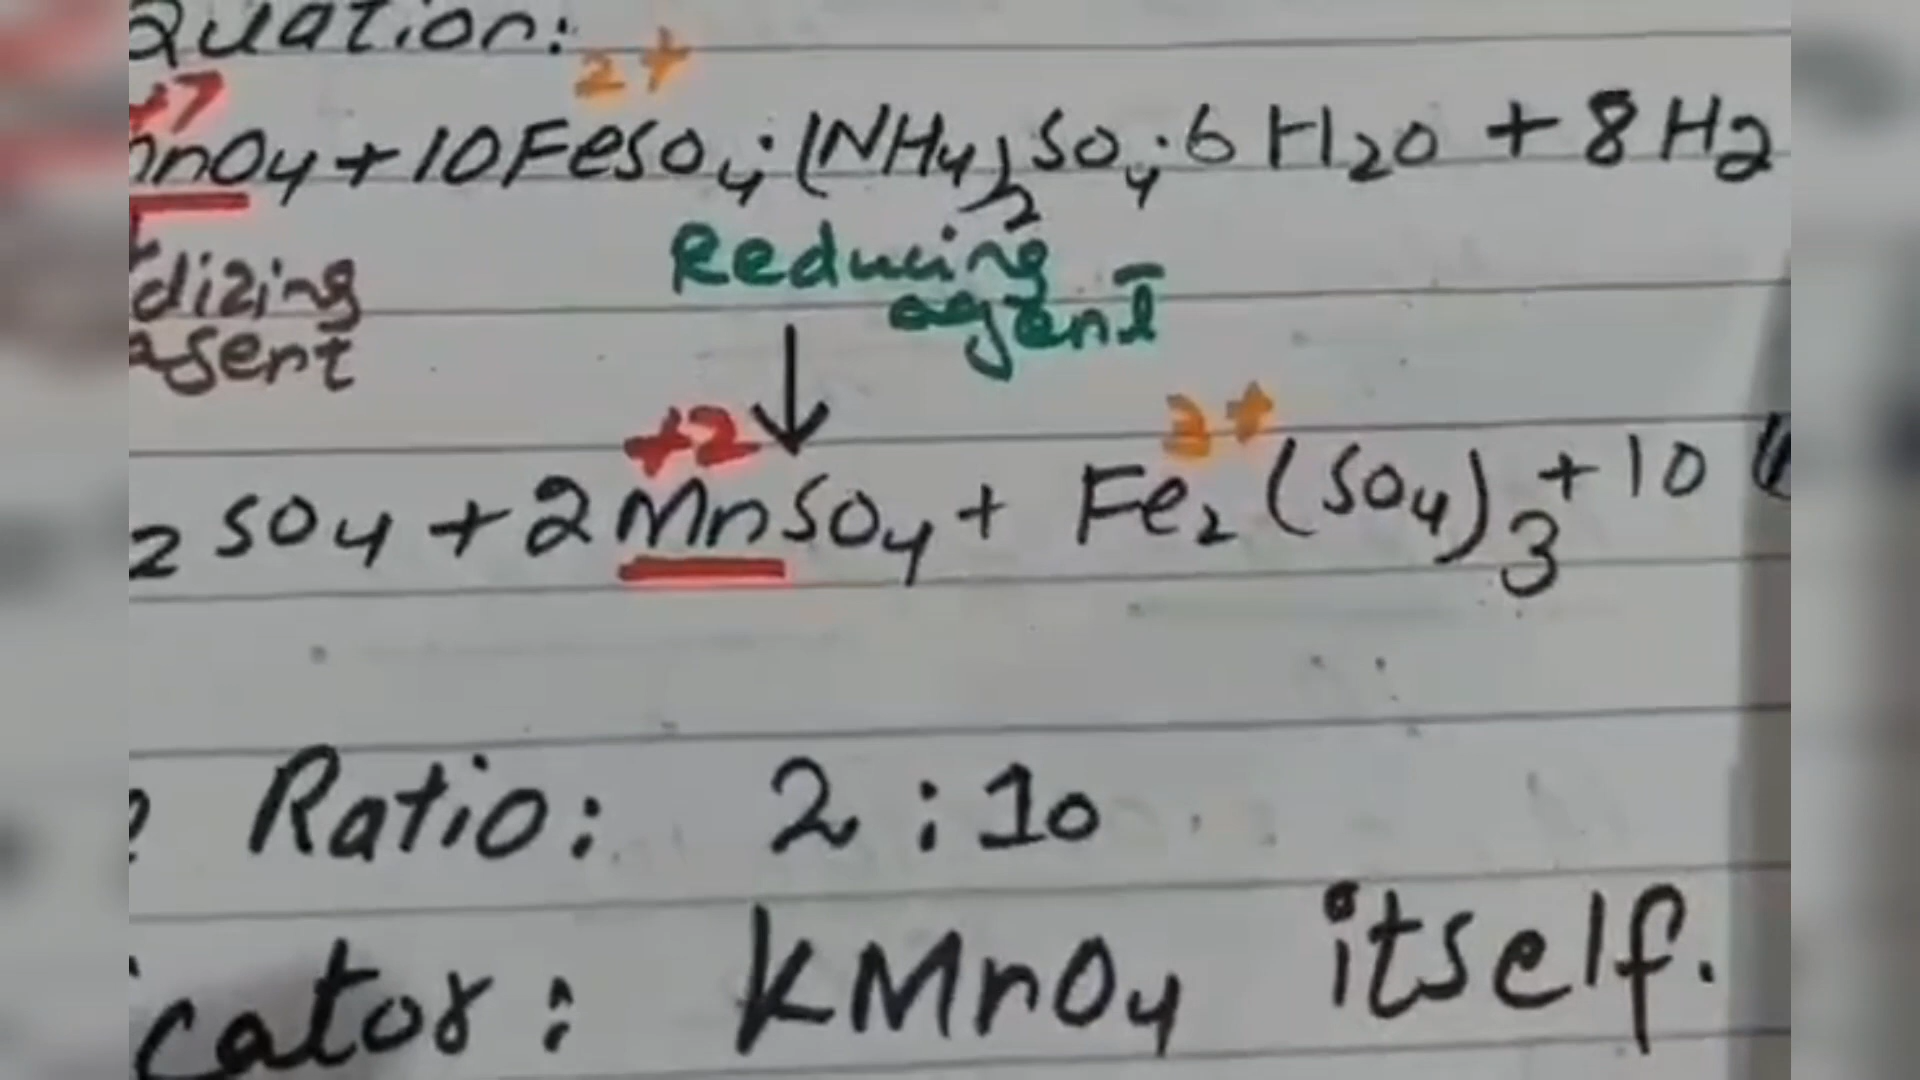 quation:
+7 2+
MnO4 + 10FeSO4.(NH4)2SO4.6H2O + 8H2
dizing agent
Reducing agent
+2 3+
2SO4 + 2MnSO4 + Fe2(SO4)3 + 10
Ratio: 2:10
cator: KMnO4 itself.